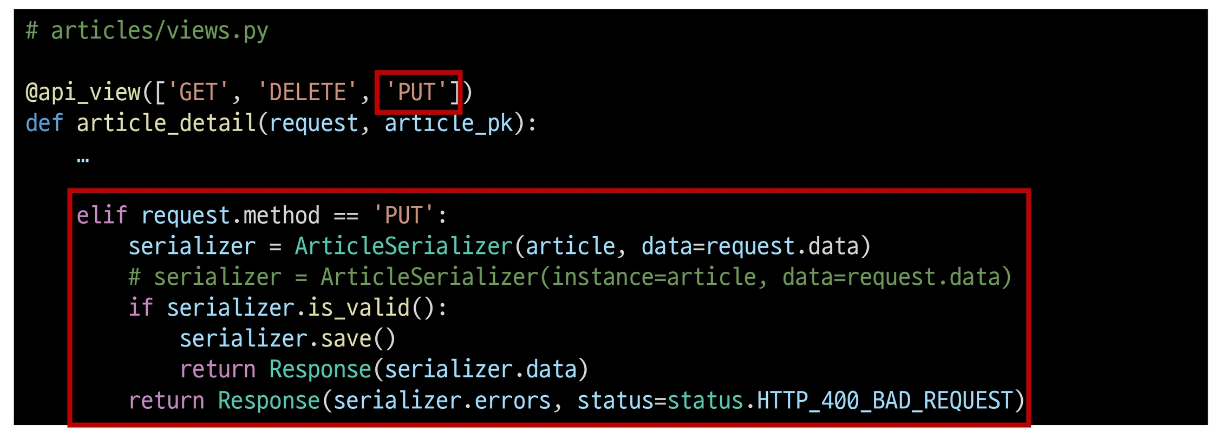 # articles/views.py
@api_view(['GET', 'DELETE', 'PUT'])
def article_detail(request, article_pk):
…
elif request.method == 'PUT':
serializer = ArticleSerializer(article, data=request.data)
# serializer = ArticleSerializer(instance=article, data=request.data)
if serializer.is_valid():
serializer.save()
return Response(serializer.data)
return Response(serializer.errors, status=status.HTTP_400_BAD_REQUEST)